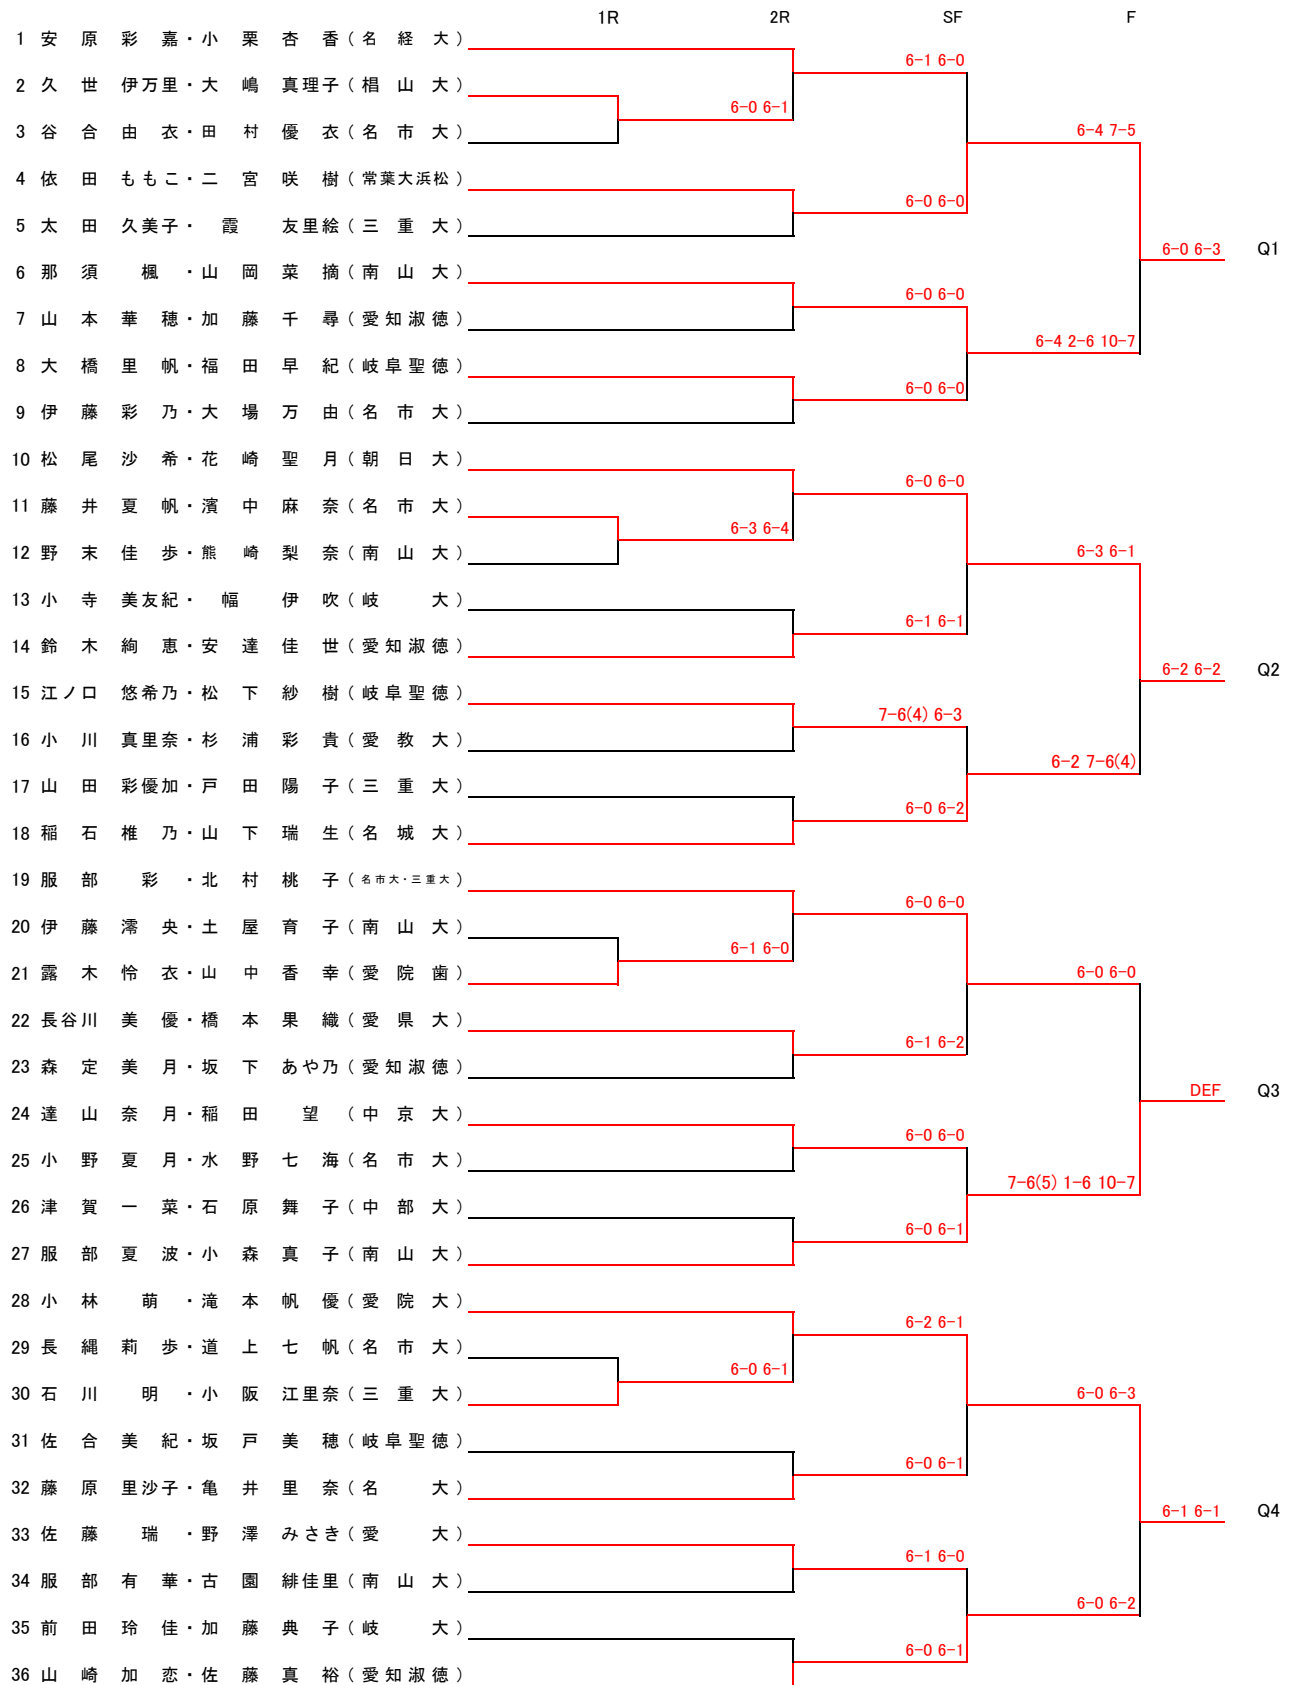 1R 2R SF F
1 安原彩嘉・小栗杏香(名経大)
6-1 6-0
2 久世伊万里・大嶋真理子(椙山大)
6-0 6-1
3 谷合由衣・田村優衣(名市大)
6-4 7-5
4 依田ももこ・二宮咲樹(常葉大浜松)
6-0 6-0
5 太田久美子・霞友里絵(三重大)
6-0 6-3 Q1
6 那須楓・山岡菜摘(南山大)
6-0 6-0
7 山本華穂・加藤千尋(愛知淑徳)
6-4 2-6 10-7
8 大橋里帆・福田早紀(岐阜聖徳)
6-0 6-0
9 伊藤彩乃・大場万由(名市大)
10 松尾沙希・花崎聖月(朝日大)
6-0 6-0
11 藤井夏帆・濱中麻奈(名市大)
6-3 6-4
12 野末佳歩・熊崎梨奈(南山大)
6-3 6-1
13 小寺美友紀・幅伊吹(岐大)
6-1 6-1
14 鈴木絢恵・安達佳世(愛知淑徳)
6-2 6-2 Q2
15 江ノ口悠希乃・松下紗樹(岐阜聖徳)
7-6(4) 6-3
16 小川真里奈・杉浦彩貴(愛教大)
6-2 7-6(4)
17 山田彩優加・戸田陽子(三重大)
6-0 6-2
18 稲石椎乃・山下瑞生(名城大)
19 服部彩・北村桃子(名市大・三重大)
6-0 6-0
20 伊藤澪央・土屋育子(南山大)
6-1 6-0
21 露木怜衣・山中香幸(愛院歯)
6-0 6-0
22 長谷川美優・橋本果織(愛県大)
6-1 6-2
23 森定美月・坂下あや乃(愛知淑徳)
DEF Q3
24 達山奈月・稲田望(中京大)
6-0 6-0
25 小野夏月・水野七海(名市大)
7-6(5) 1-6 10-7
26 津賀一菜・石原舞子(中部大)
6-0 6-1
27 服部夏波・小森真子(南山大)
28 小林萌・滝本帆優(愛院大)
6-2 6-1
29 長縄莉歩・道上七帆(名市大)
6-0 6-1
30 石川明・小阪江里奈(三重大)
6-0 6-3
31 佐合美紀・坂戸美穂(岐阜聖徳)
6-0 6-1
32 藤原里沙子・亀井里奈(名大)
6-1 6-1 Q4
33 佐藤瑞・野澤みさき(愛大)
6-1 6-0
34 服部有華・古園緋佳里(南山大)
6-0 6-2
35 前田玲佳・加藤典子(岐大)
6-0 6-1
36 山崎加恋・佐藤真裕(愛知淑徳)